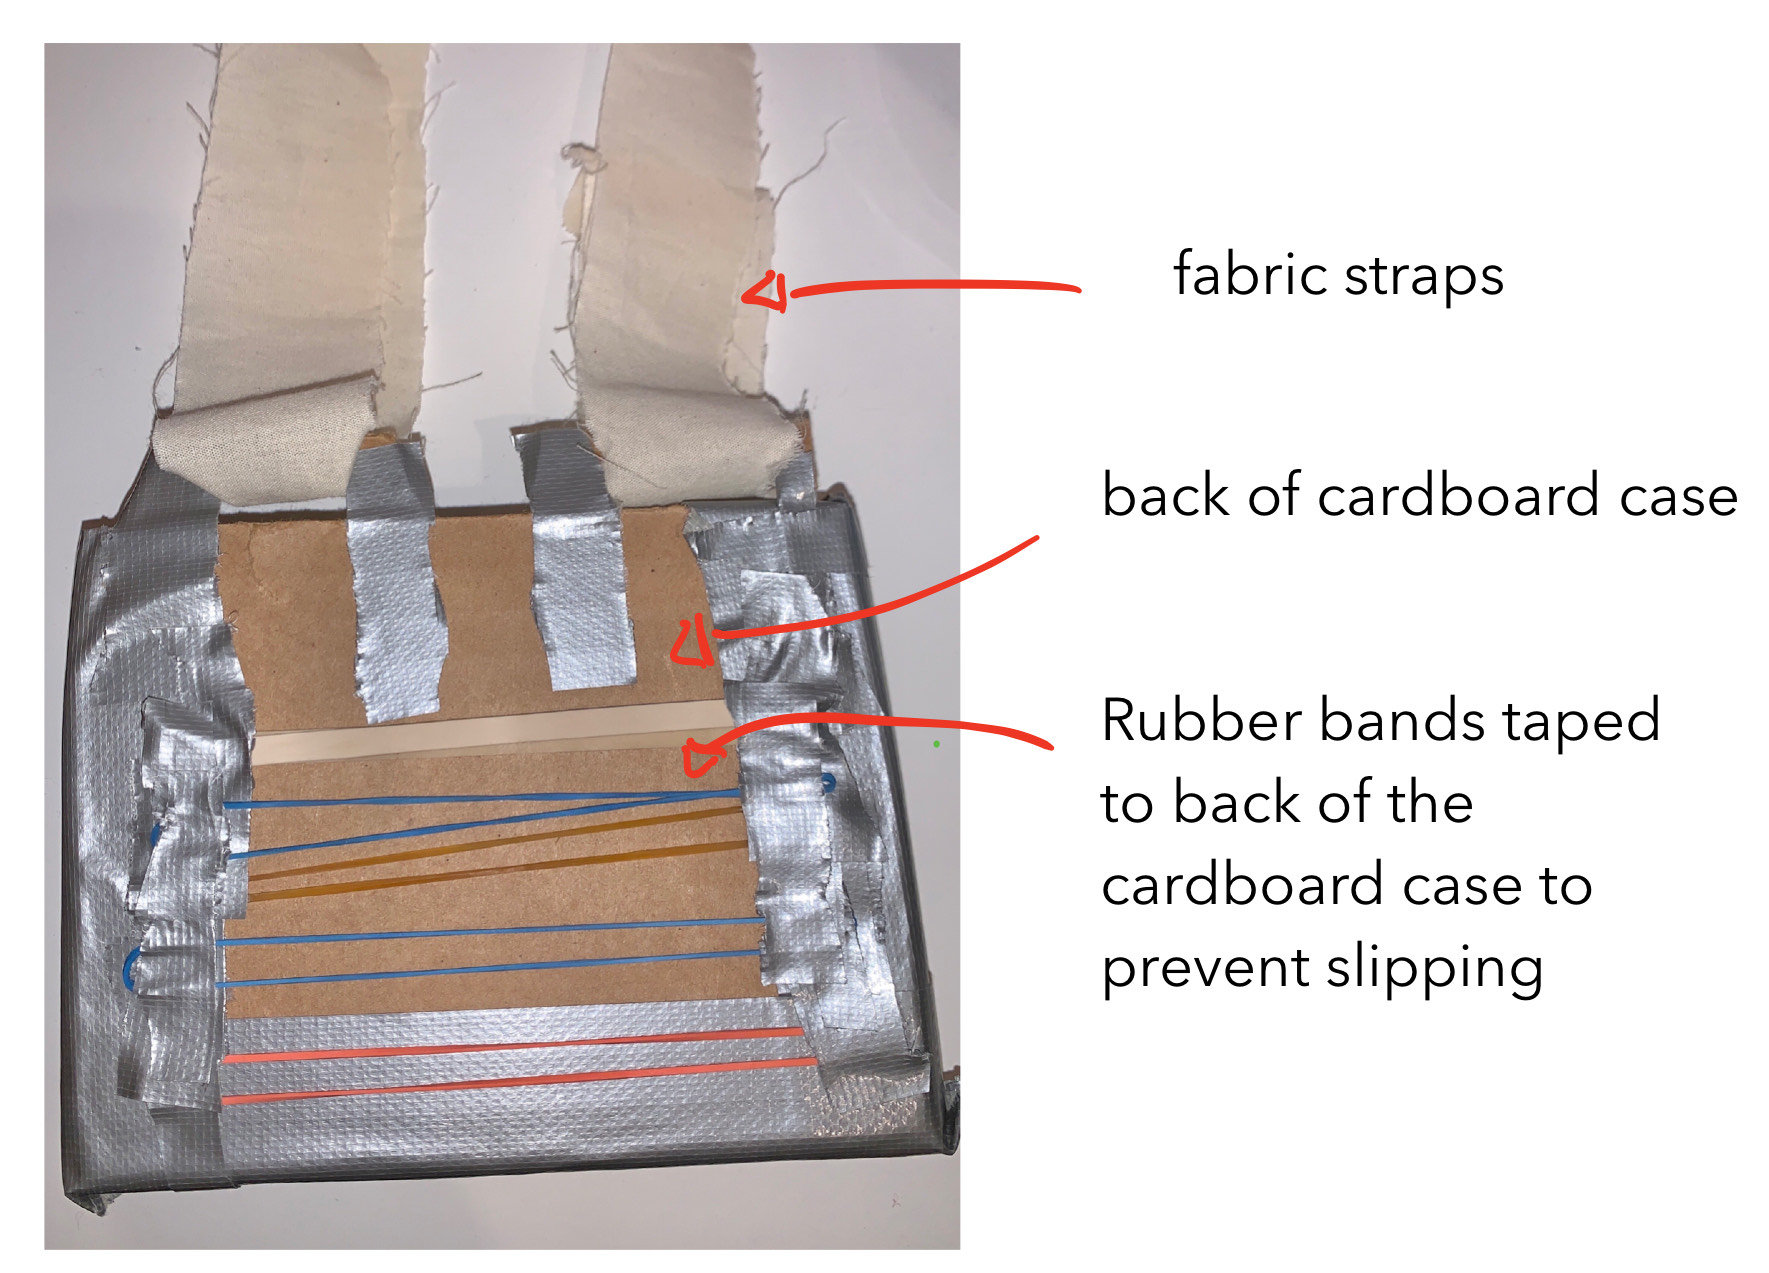 fabric straps
back of cardboard case
Rubber bands taped
to back of the
cardboard case to
prevent slipping